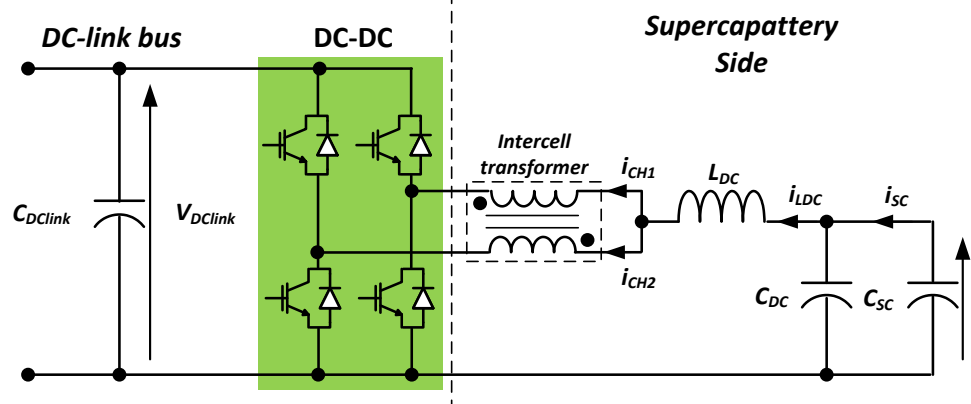 DC-link bus
DC-DC
Supercapattery
Side
Intercell
transformer
iCH1
LDC
iLDC
iSC
CDClink
VDClink
iCH2
CDC
CSC